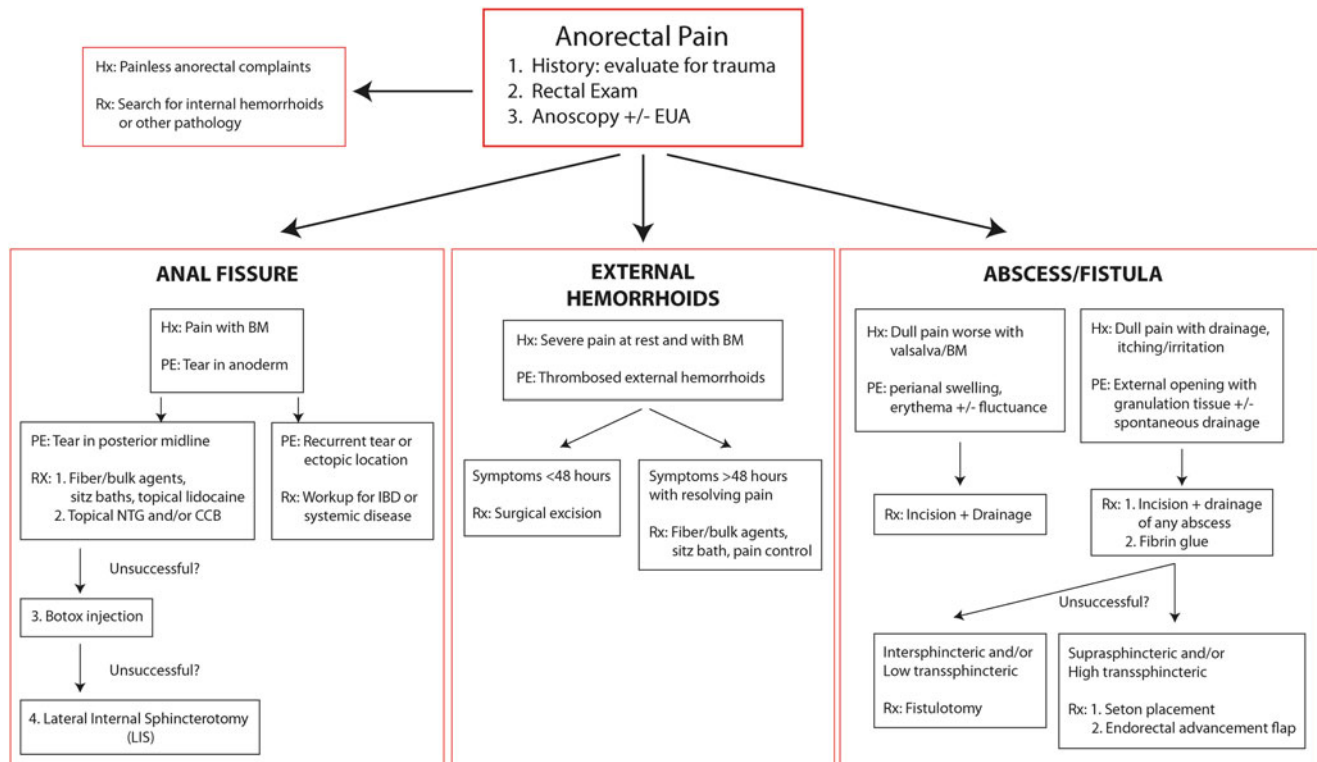 Anorectal Pain
1. History: evaluate for trauma
2. Rectal Exam
3. Anoscopy +/- EUA
Hx: Painless anorectal complaints
Rx: Search for internal hemorrhoids
or other pathology
ANAL FISSURE
Hx: Pain with BM
PE: Tear in anoderm
PE: Tear in posterior midline
RX: 1. Fiber/bulk agents,
sitz baths, topical lidocaine
2. Topical NTG and/or CCB
PE: Recurrent tear or
ectopic location
Rx: Workup for IBD or
systemic disease
Unsuccessful?
3. Botox injection
Unsuccessful?
4. Lateral Internal Sphincterotomy
(LIS)
EXTERNAL
HEMORRHOIDS
Hx: Severe pain at rest and with BM
PE: Thrombosed external hemorrhoids
Symptoms <48 hours
Rx: Surgical excision
Symptoms >48 hours
with resolving pain
Rx: Fiber/bulk agents,
sitz bath, pain control
ABSCESS/FISTULA
Hx: Dull pain worse with
valsalva/BM
PE: perianal swelling,
erythema +/- fluctuance
Rx: Incision + Drainage
Hx: Dull pain with drainage,
itching/irritation
PE: External opening with
granulation tissue +/-
spontaneous drainage
Rx: 1. Incision + drainage
of any abscess
2. Fibrin glue
Unsuccessful?
Intersphincteric and/or
Low transsphincteric
Rx: Fistulotomy
Suprasphincteric and/or
High transsphincteric
Rx: 1. Seton placement
2. Endorectal advancement flap